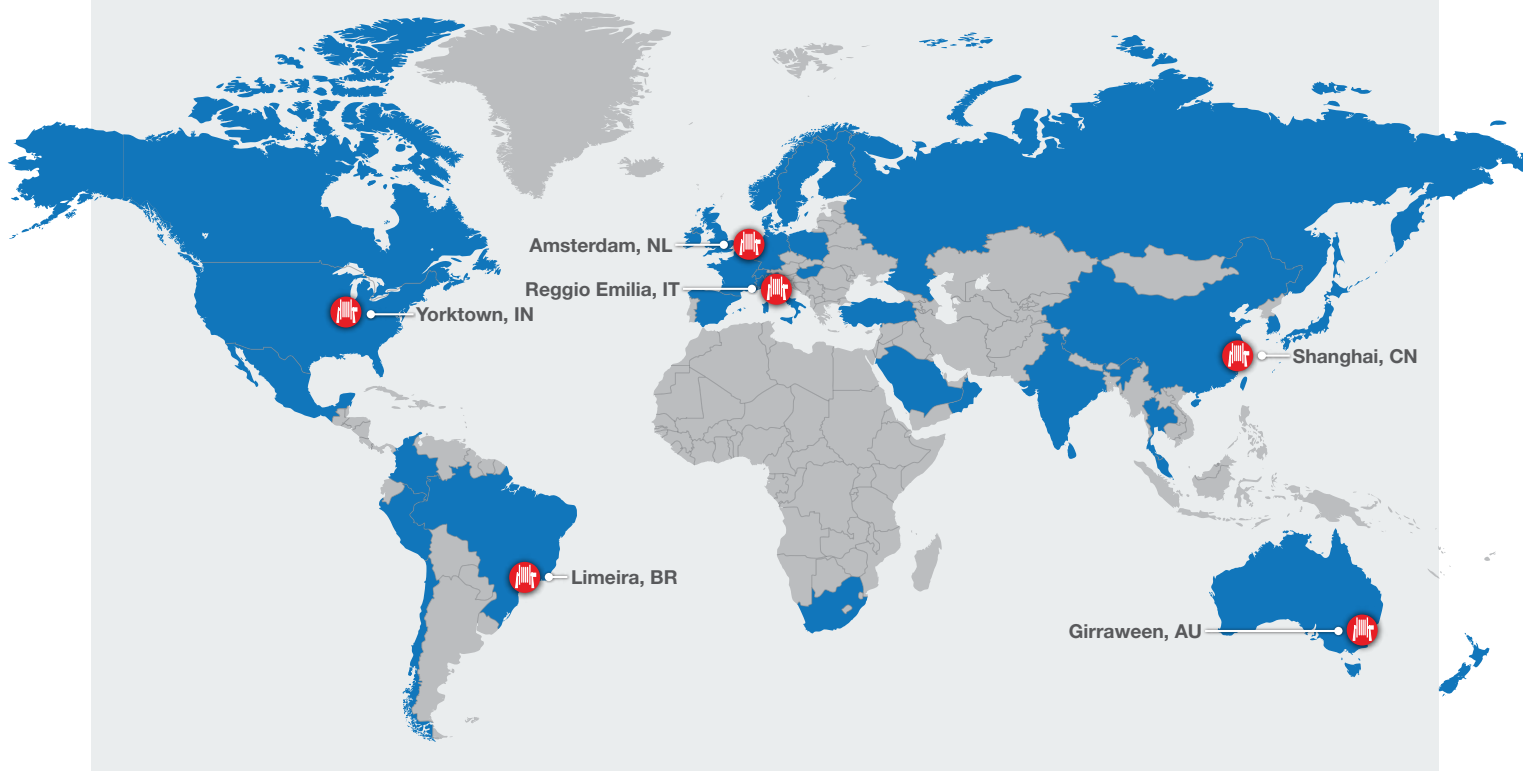 Amsterdam, NL
Reggio Emilia, IT
Yorktown, IN
Shanghai, CN
Limeira, BR
Girraween, AU